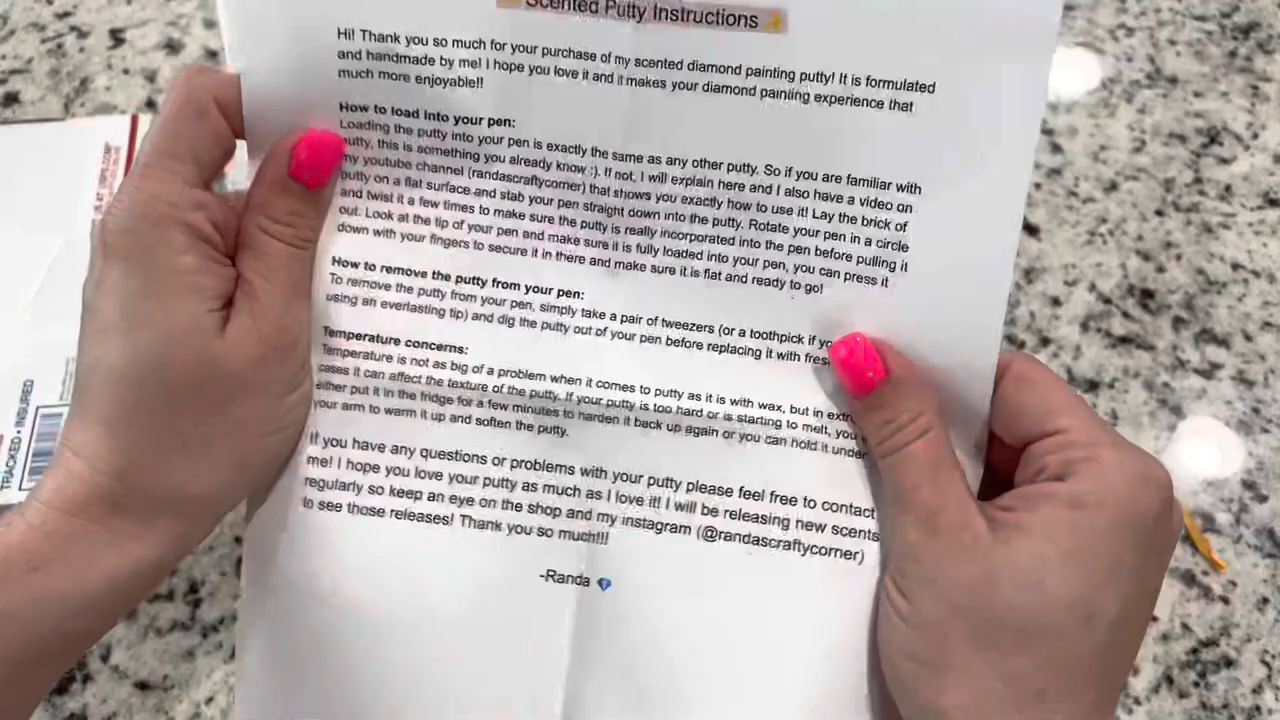 Scented Putty Instructions
Hi! Thank you so much for your purchase of my scented diamond painting putty! It is formulated
and handmade by me! I hope you love it and it makes your diamond painting experience that
much more enjoyable!!
How to load into your pen:
Loading the putty into your pen is exactly the same as any other putty. So if you are familiar with
putty, this is something you already know :). If not, I will explain here and I also have a video on
my youtube channel (randascraftycorner) that shows you exactly how to use it! Lay the brick of
putty on a flat surface and stab your pen straight down into the putty. Rotate your pen in a circle
and twist it a few times to make sure the putty is really incorporated into the pen before pulling it
out. Look at the tip of your pen and make sure it is fully loaded into your pen, you can press it
down with your fingers to secure it in there and make sure it is flat and ready to go!
How to remove the putty from your pen:
To remove the putty from your pen, simply take a pair of tweezers (or a toothpick if
using an everlasting tip) and dig the putty out of your pen before replacing it with
Temperature concerns:
Temperature is not as big of a problem when it comes to putty as it is with wax, but in
cases it can affect the texture of the putty. If your putty is too hard or is starting to melt, you
either put it in the fridge for a few minutes to harden it back up again or you can hold it under
your arm to warm it up and soften the putty.
If you have any questions or problems with your putty please feel free to contact
me! I hope you love your putty as much as I love it! I will be releasing new scents
regularly so keep an eye on the shop and my instagram (@randascraftycorner)
to see those releases! Thank you so much!!!
-Randa
TRACKED • INSURED